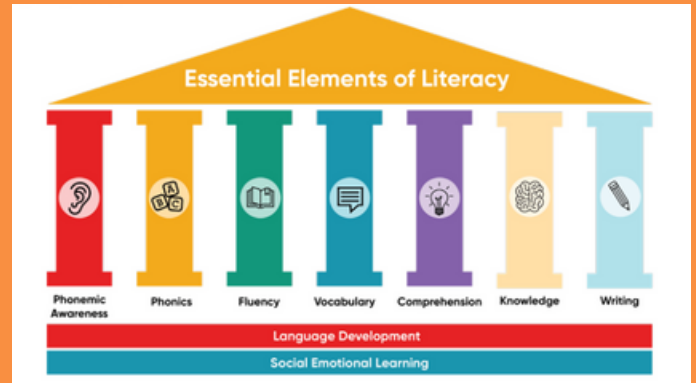 Essential Elements of Literacy
A
B C
Phonemic Awareness
Phonics
Fluency
Vocabulary
Comprehension
Knowledge
Writing
Language Development
Social Emotional Learning